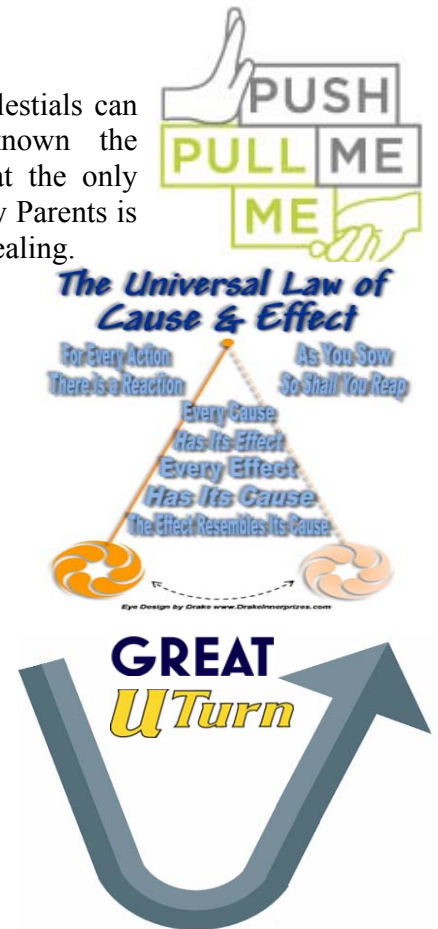 lestials can
nown the
at the only
y Parents is
ealing.
PUSH
PULL ME
ME
The Universal Law of
Cause & Effect
For Every Action
There is a Reaction
As You Sow
So Shall You Reap
Every Cause
Has Its Effect
Every Effect
Has Its Cause
The Effect Resembles Its Cause
Eye Design by Drake www.DrakeInnerprizes.com
GREAT
U Turn